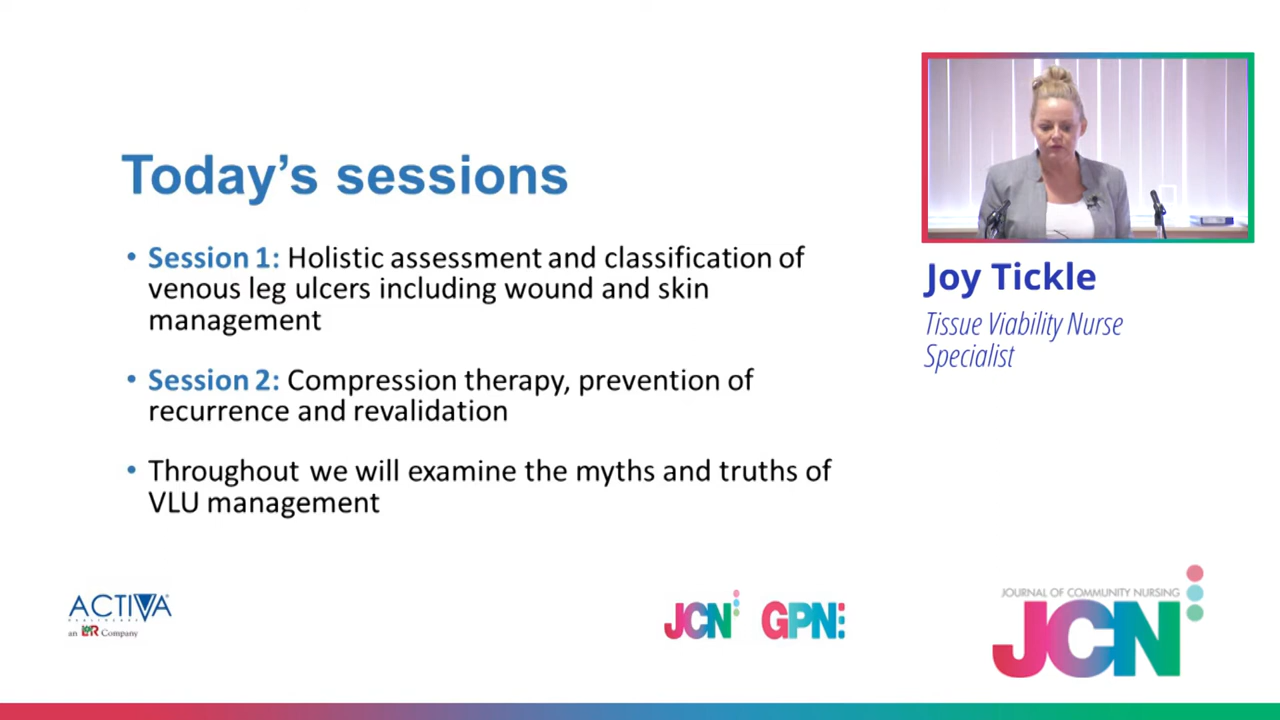 Today's sessions
• Session 1: Holistic assessment and classification of
venous leg ulcers including wound and skin
management
• Session 2: Compression therapy, prevention of
recurrence and revalidation
• Throughout we will examine the myths and truths of
VLU management
Joy Tickle
Tissue Viability Nurse
Specialist
ACTIVA
HEALTHCARE
an L&R Company
JCN
GPN
JOURNAL OF COMMUNITY NURSING
JCN